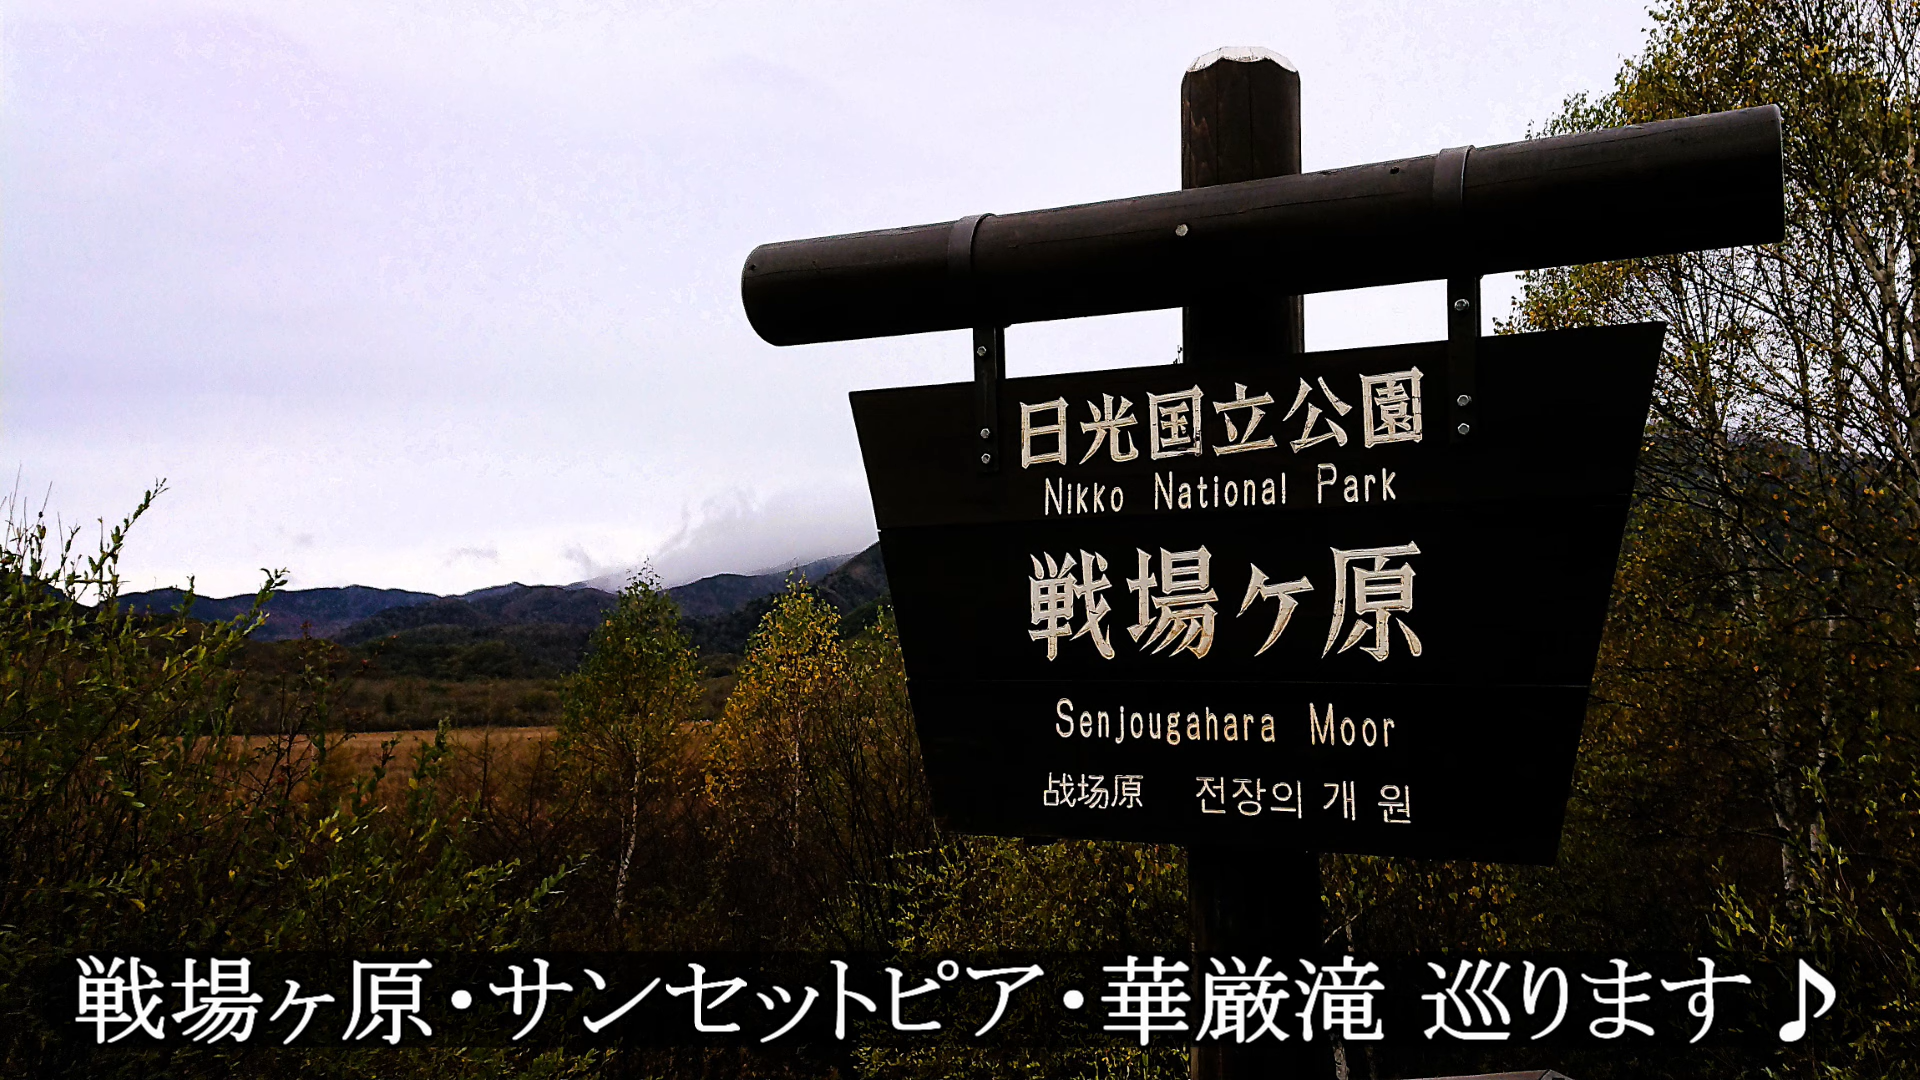 日光国立公園
Nikko National Park
戦場ケ原
Senjougahara Moor
战场原 전장의 개 원
戦場ヶ原・サンセットピア・華厳滝 巡ります♪